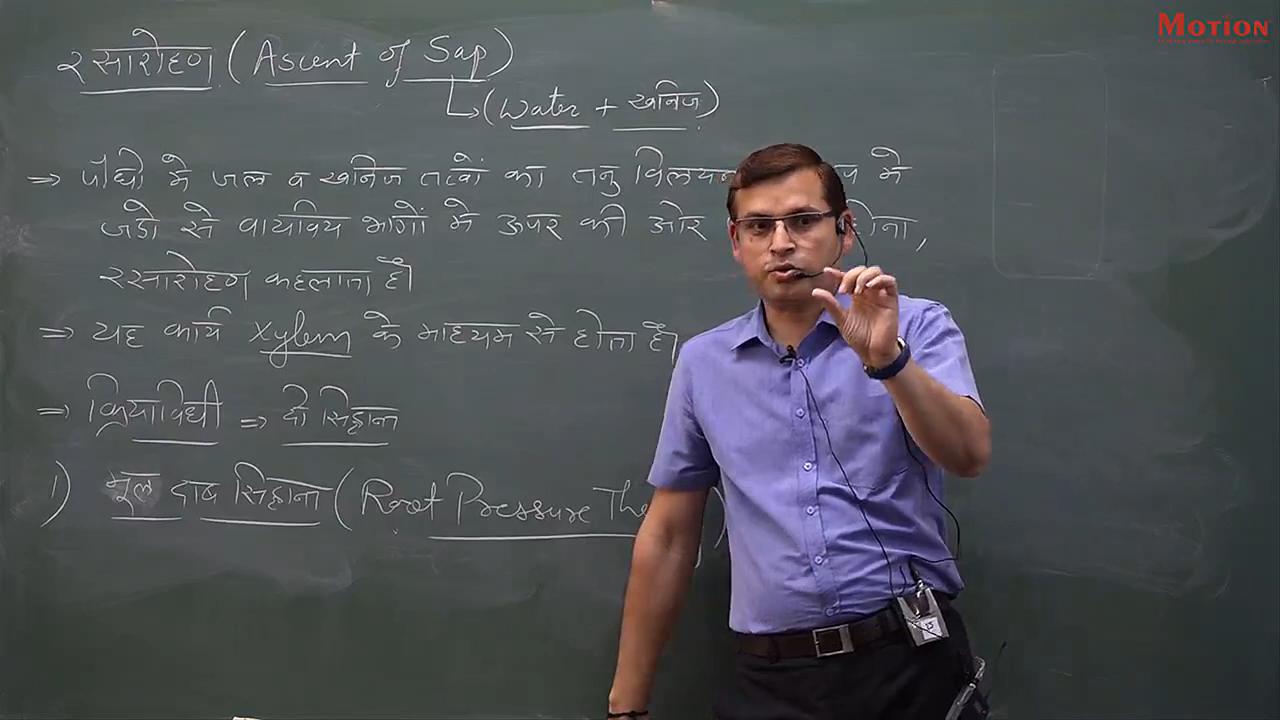 MOTION
रसारोहण (Ascent of Sap)
↳ (Water + खनिज)
⇒ पौधो मे जल व खनिज तत्वों का तनु विलयन मे
जडो से वायविय भागों मे ऊपर की ओर
रसारोहण कहलाता है।
⇒ यह कार्य Xylem के माध्यम से होता है।
⇒ क्रियाविधी ⇒ दो सिद्धान्त
1) मूल दाब सिद्धान्त (Root Pressure